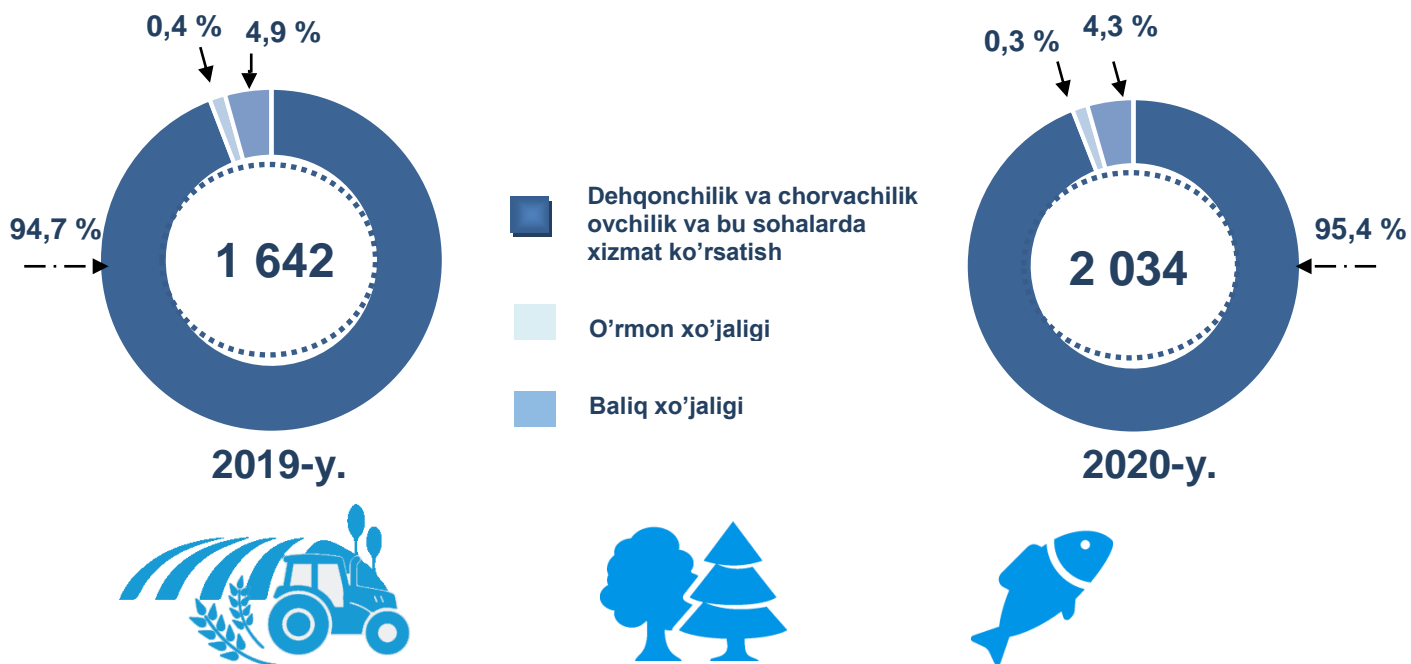 0,4 %
4,9 %
94,7 %
1 642
2019-y.
Dehqonchilik va chorvachilik
ovchilik va bu sohalarda
xizmat ko’rsatish
O’rmon xo’jaligi
Baliq xo’jaligi
0,3 %
4,3 %
95,4 %
2 034
2020-y.